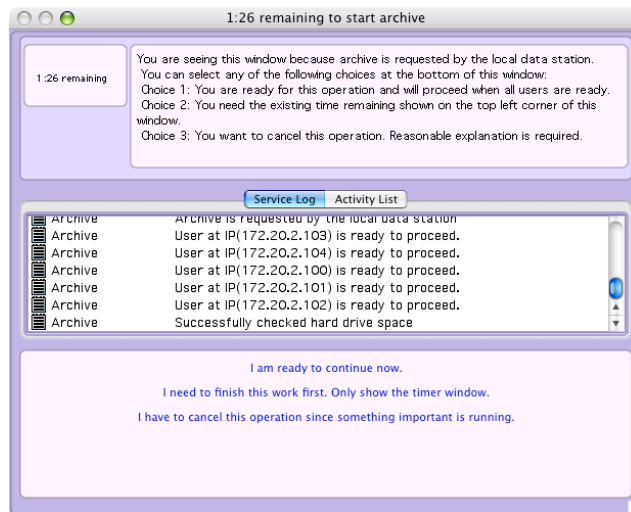 1:26 remaining to start archive
1:26 remaining
You are seeing this window because archive is requested by the local data station.
You can select any of the following choices at the bottom of this window:
Choice 1: You are ready for this operation and will proceed when all users are ready.
Choice 2: You need the existing time remaining shown on the top left corner of this
window.
Choice 3: You want to cancel this operation. Reasonable explanation is required.
Service Log Activity List
Archive Archive is requested by the local data station
Archive User at IP(172.20.2.103) is ready to proceed.
Archive User at IP(172.20.2.104) is ready to proceed.
Archive User at IP(172.20.2.100) is ready to proceed.
Archive User at IP(172.20.2.101) is ready to proceed.
Archive User at IP(172.20.2.102) is ready to proceed.
Archive Successfully checked hard drive space
I am ready to continue now.
I need to finish this work first. Only show the timer window.
I have to cancel this operation since something important is running.